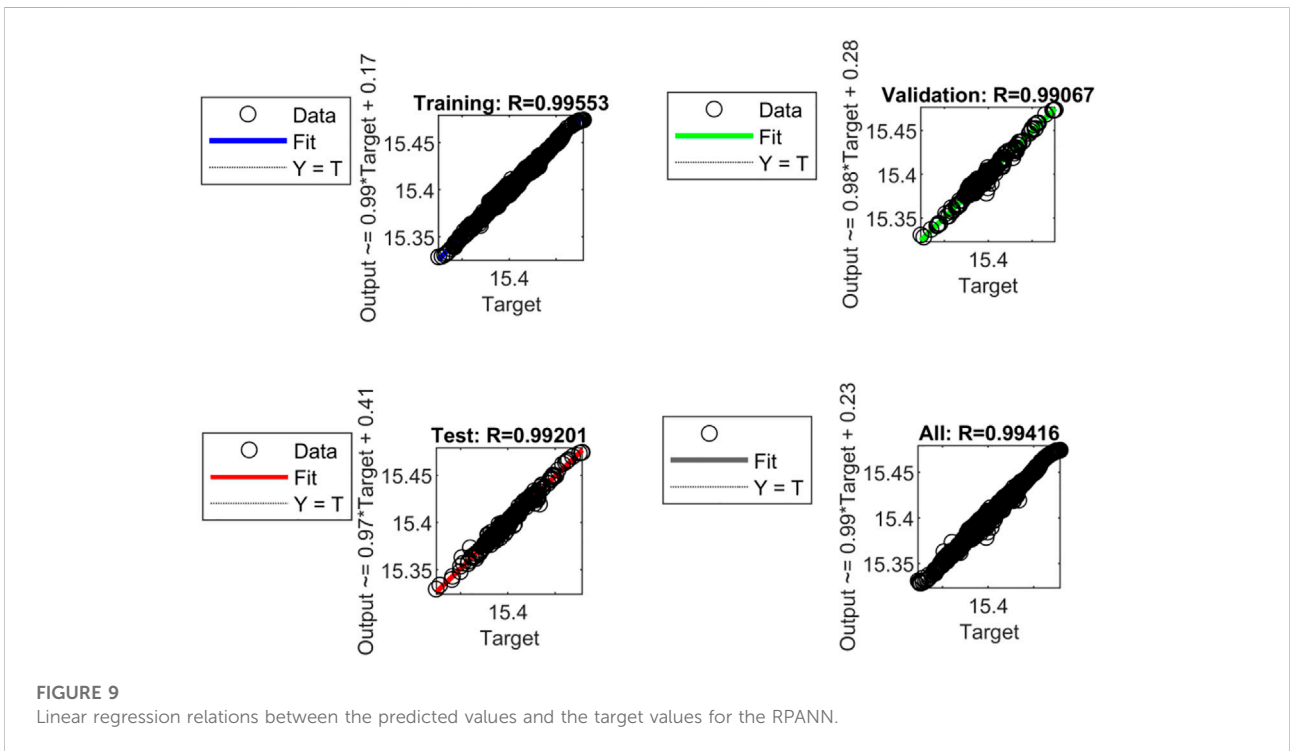 Data
Fit
Y = T
Output ~= 0.99*Target + 0.17
Training: R=0.99553
15.45
15.4
15.35
15.4
Target
Data
Fit
Y = T
Output ~= 0.98*Target + 0.28
Validation: R=0.99067
15.45
15.4
15.35
15.4
Target
Data
Fit
Y = T
Output ~= 0.97*Target + 0.41
Test: R=0.99201
15.45
15.4
15.35
15.4
Target
Fit
Y = T
Output ~= 0.99*Target + 0.23
All: R=0.99416
15.45
15.4
15.35
15.4
Target
FIGURE 9
Linear regression relations between the predicted values and the target values for the RPANN.